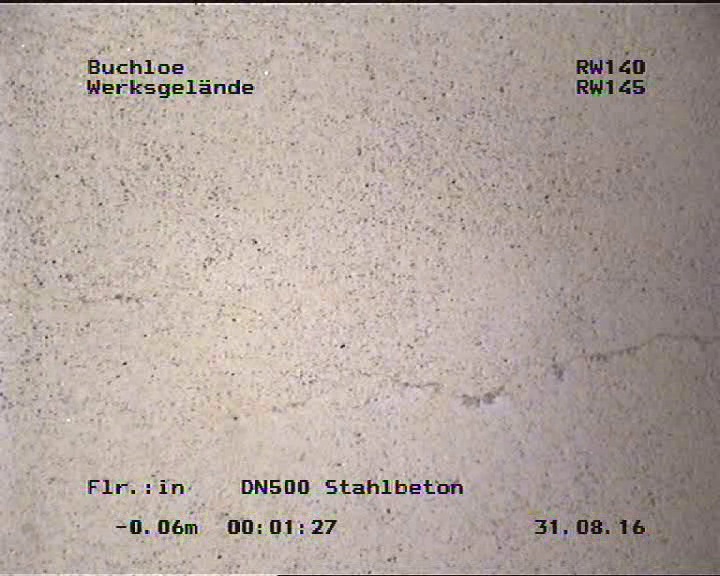 Buchloe RW140
Werksgelände RW145
Flr.:in DN500 Stahlbeton
-0.06m 00:01:27 31.08.16